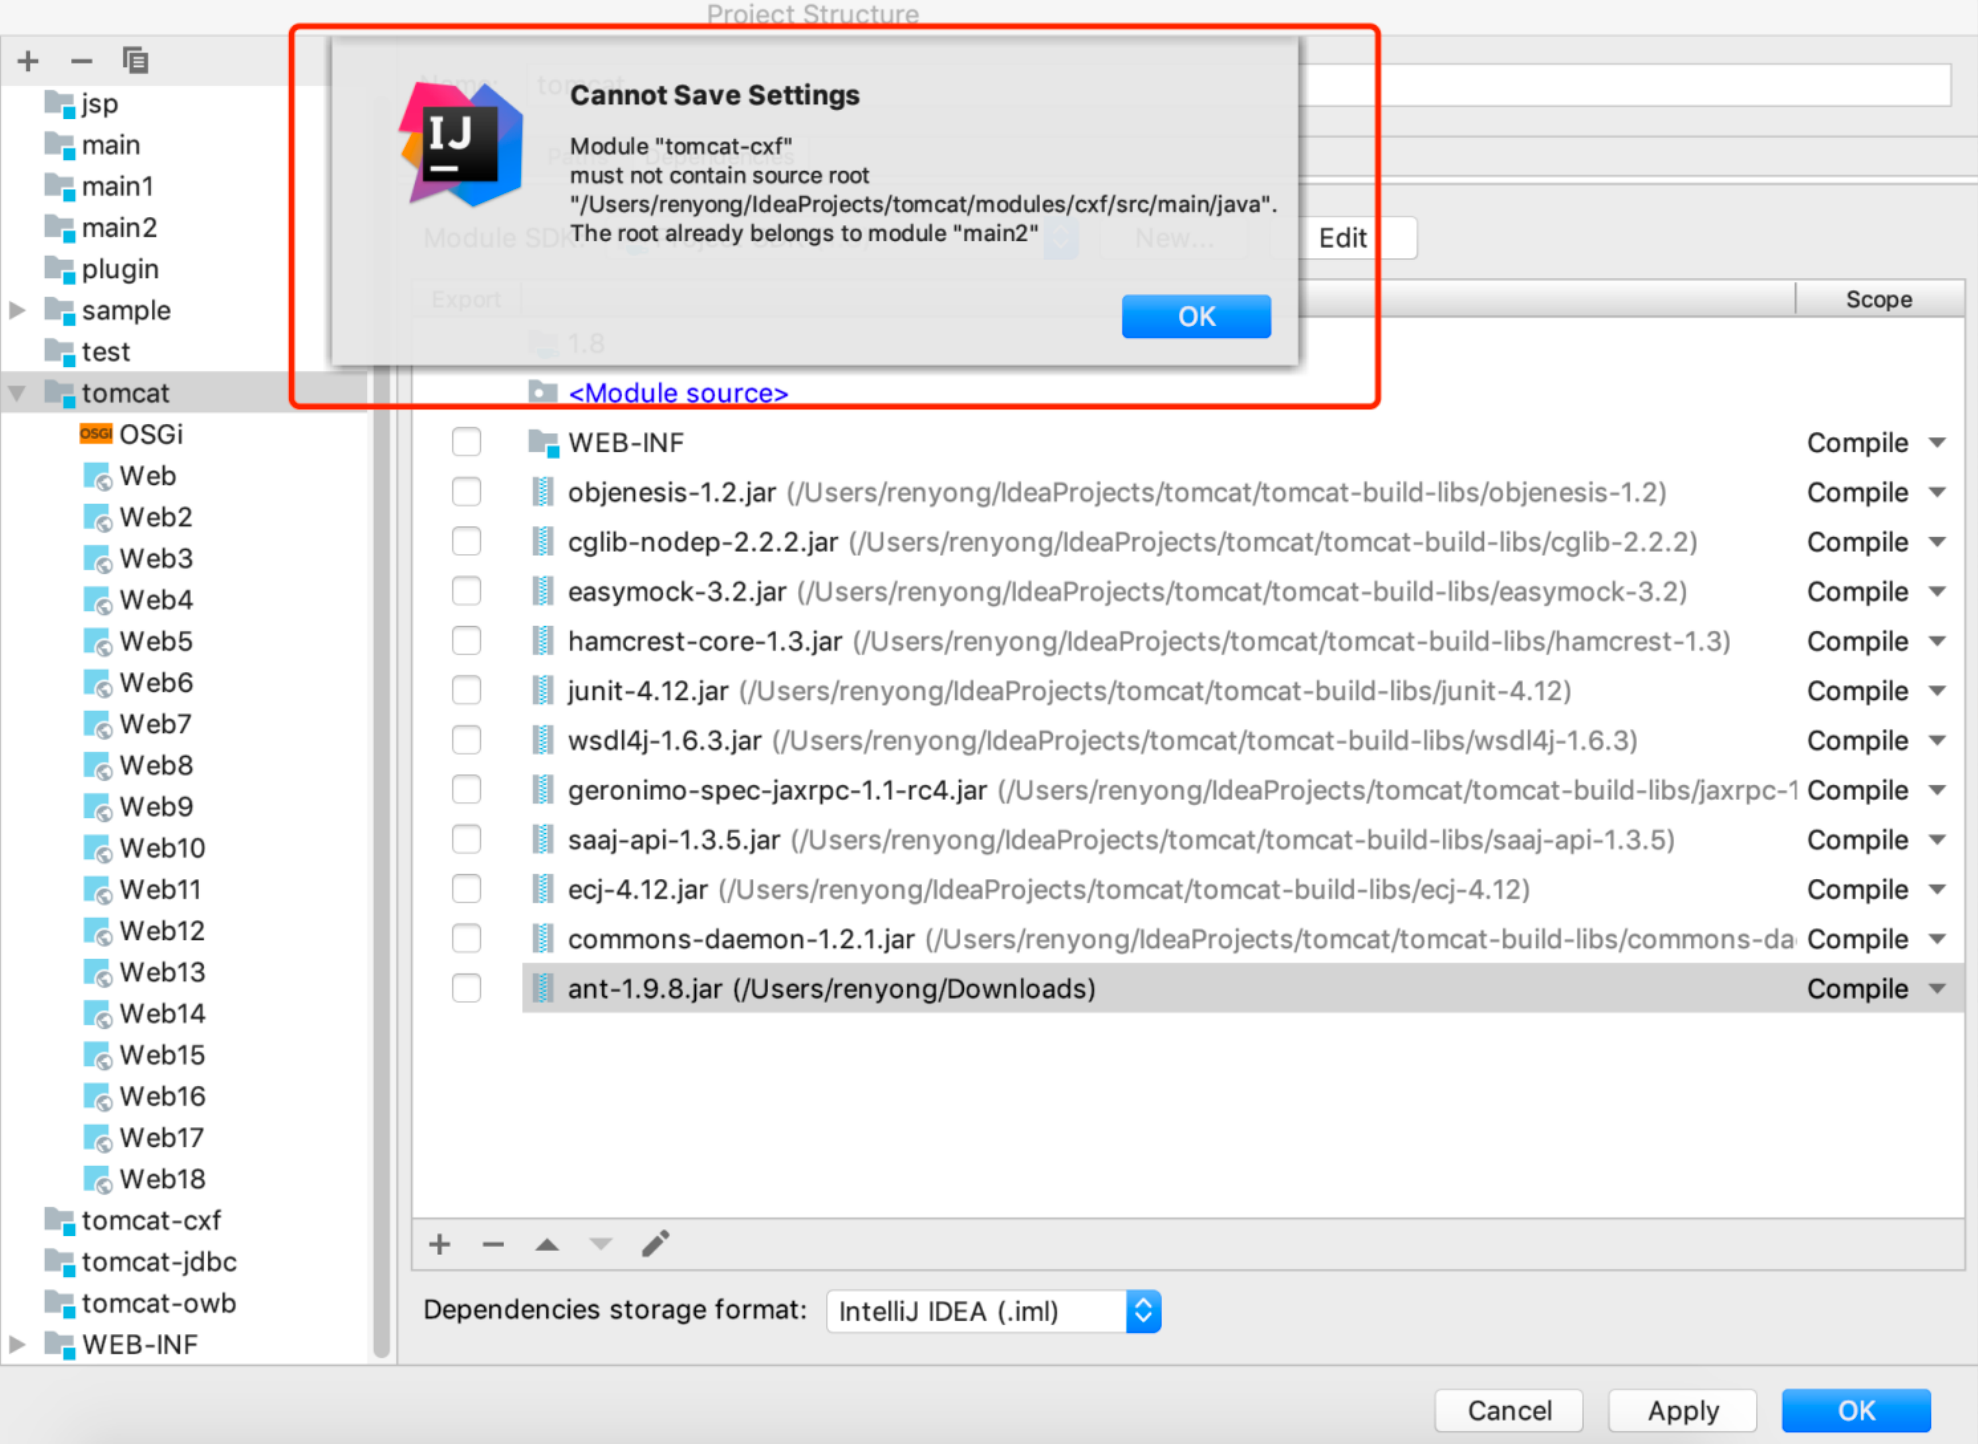 Project Structure
Name: tomcat
Cannot Save Settings
IJ
Module "tomcat-cxf"
must not contain source root
"/Users/renyong/IdeaProjects/tomcat/modules/cxf/src/main/java".
The root already belongs to module "main2"
Paths
Dependencies
Module SDK:
New...
Edit
Export
Scope
OK
1.8
<Module source>
jsp
main
main1
main2
plugin
sample
test
tomcat
OSGi OSGi
Web
Web2
Web3
Web4
Web5
Web6
Web7
Web8
Web9
Web10
Web11
Web12
Web13
Web14
Web15
Web16
Web17
Web18
tomcat-cxf
tomcat-jdbc
tomcat-owb
WEB-INF
WEB-INF Compile
objenesis-1.2.jar (/Users/renyong/IdeaProjects/tomcat/tomcat-build-libs/objenesis-1.2) Compile
cglib-nodep-2.2.2.jar (/Users/renyong/IdeaProjects/tomcat/tomcat-build-libs/cglib-2.2.2) Compile
easymock-3.2.jar (/Users/renyong/IdeaProjects/tomcat/tomcat-build-libs/easymock-3.2) Compile
hamcrest-core-1.3.jar (/Users/renyong/IdeaProjects/tomcat/tomcat-build-libs/hamcrest-1.3) Compile
junit-4.12.jar (/Users/renyong/IdeaProjects/tomcat/tomcat-build-libs/junit-4.12) Compile
wsdl4j-1.6.3.jar (/Users/renyong/IdeaProjects/tomcat/tomcat-build-libs/wsdl4j-1.6.3) Compile
geronimo-spec-jaxrpc-1.1-rc4.jar (/Users/renyong/IdeaProjects/tomcat/tomcat-build-libs/jaxrpc-1 Compile
saaj-api-1.3.5.jar (/Users/renyong/IdeaProjects/tomcat/tomcat-build-libs/saaj-api-1.3.5) Compile
ecj-4.12.jar (/Users/renyong/IdeaProjects/tomcat/tomcat-build-libs/ecj-4.12) Compile
commons-daemon-1.2.1.jar (/Users/renyong/IdeaProjects/tomcat/tomcat-build-libs/commons-da Compile
ant-1.9.8.jar (/Users/renyong/Downloads) Compile
Dependencies storage format: IntelliJ IDEA (.iml)
Cancel
Apply
OK